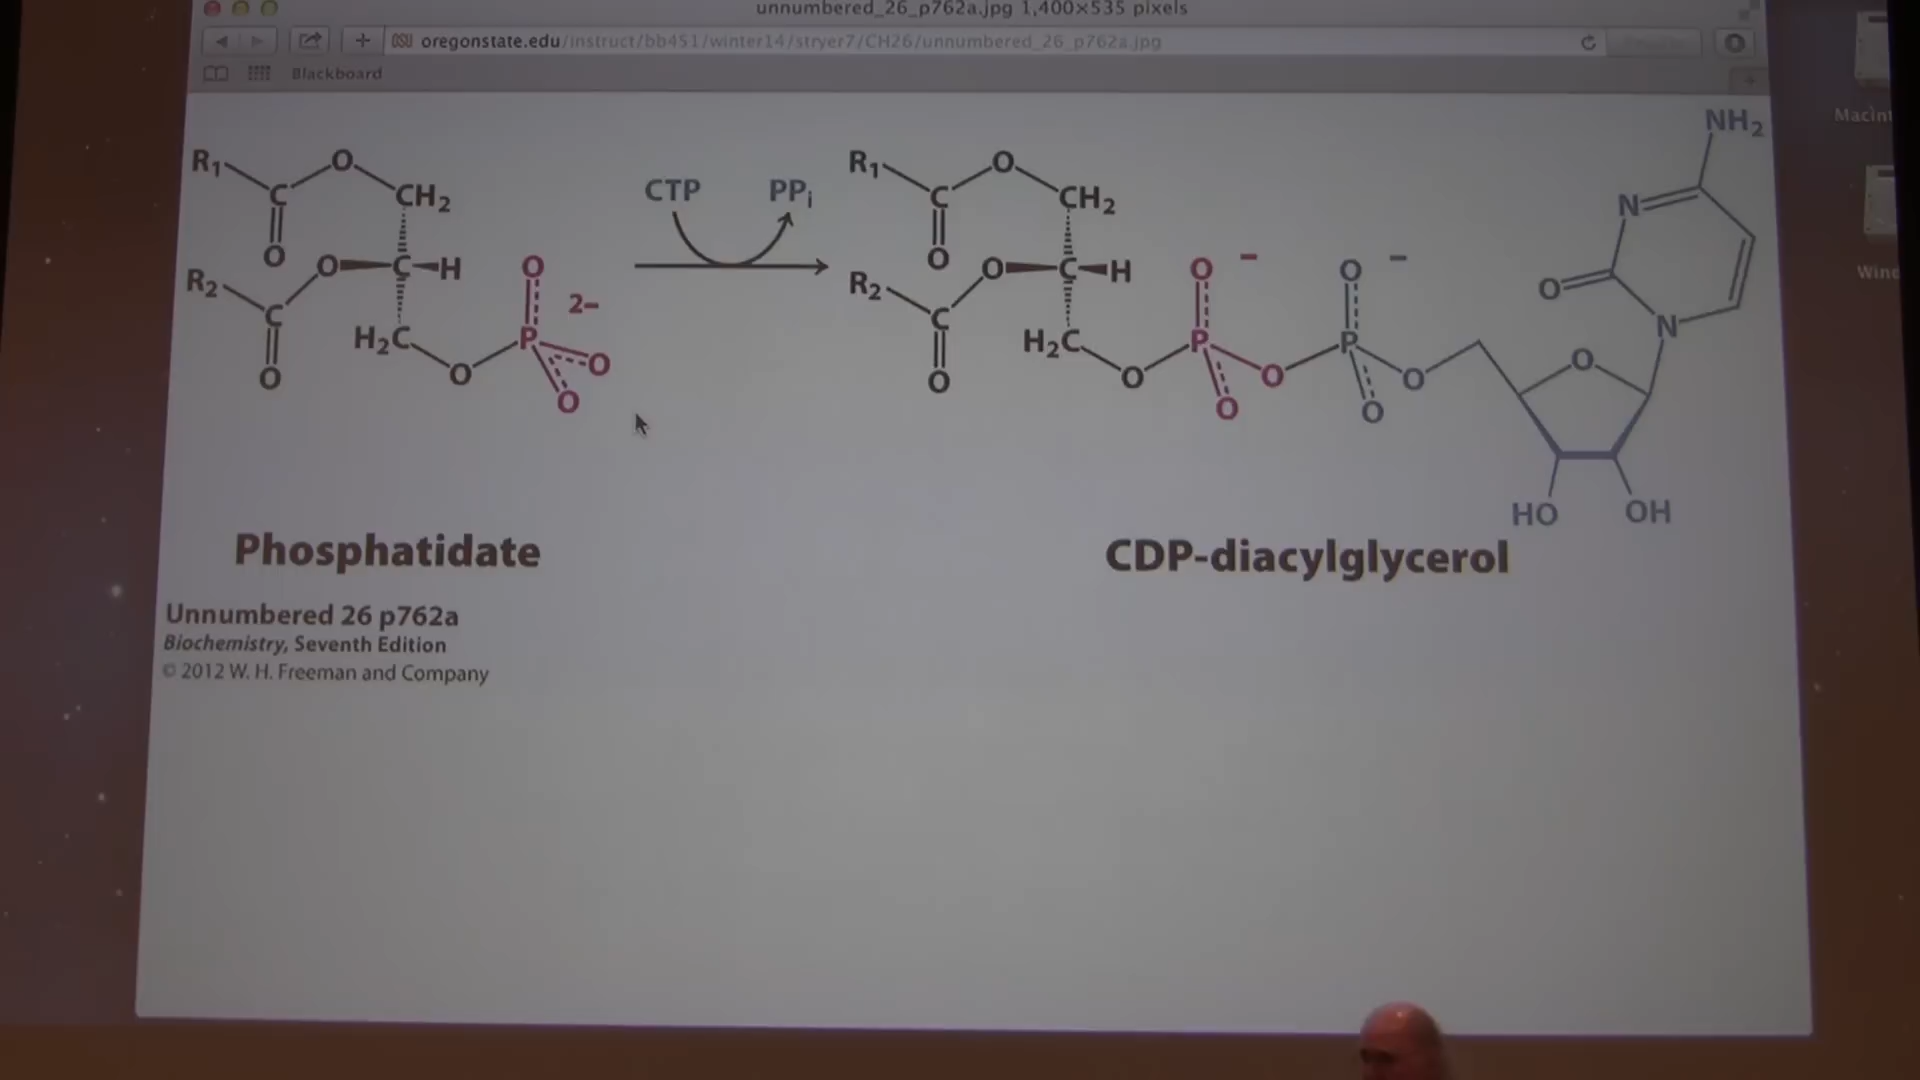 unnumbered_26_p762a.jpg 1,400×535 pixels
oregonstate.edu/instruct/bb451/winter14/stryer7/CH26/unnumbered_26_p762a.jpg
Blackboard
Macint
Winc
R1 O CH2 C O
R2 O C H C O
H2C O P O O O 2−
CTP PPi
R1 O CH2 C O
R2 O C H C O
H2C O P O O O − P O O O −
NH2 N O N O
HO OH
Phosphatidate
CDP-diacylglycerol
Unnumbered 26 p762a
Biochemistry, Seventh Edition
© 2012 W. H. Freeman and Company